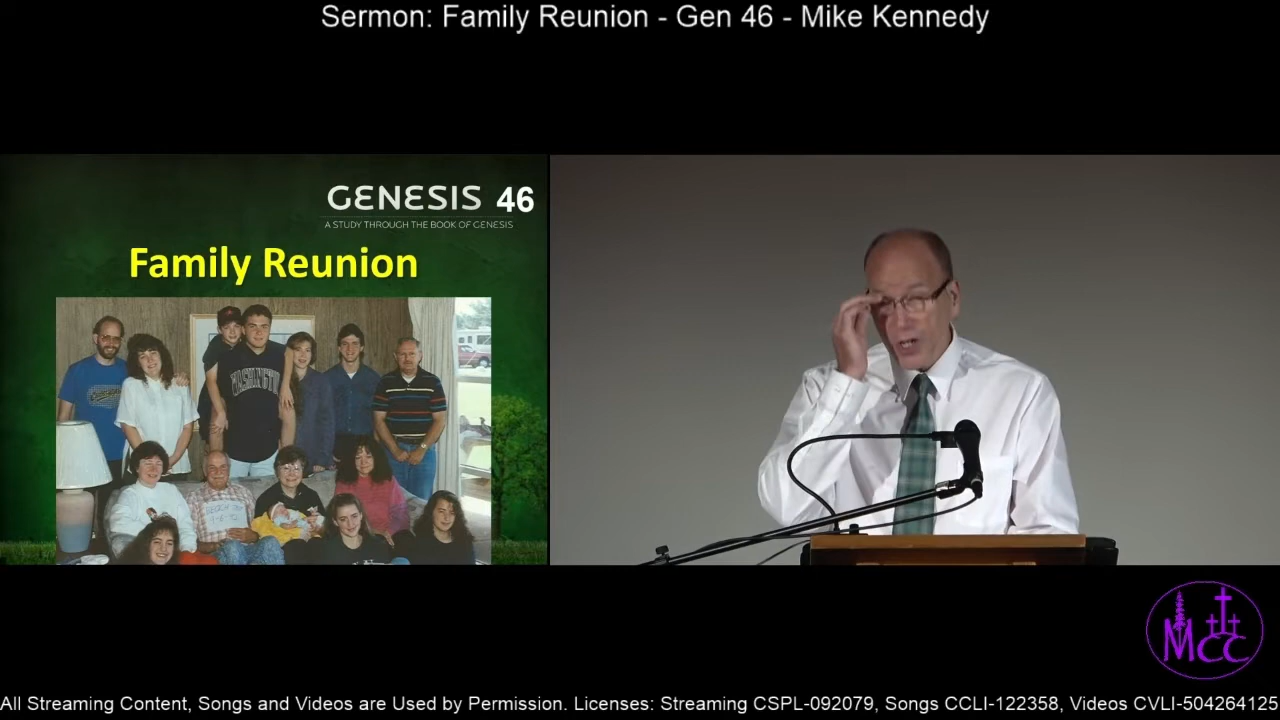 Sermon: Family Reunion - Gen 46 - Mike Kennedy
GENESIS 46
A STUDY THROUGH THE BOOK OF GENESIS
Family Reunion
WASHINGTON
MCC
All Streaming Content, Songs and Videos are Used by Permission. Licenses: Streaming CSPL-092079, Songs CCLI-122358, Videos CVLI-504264125